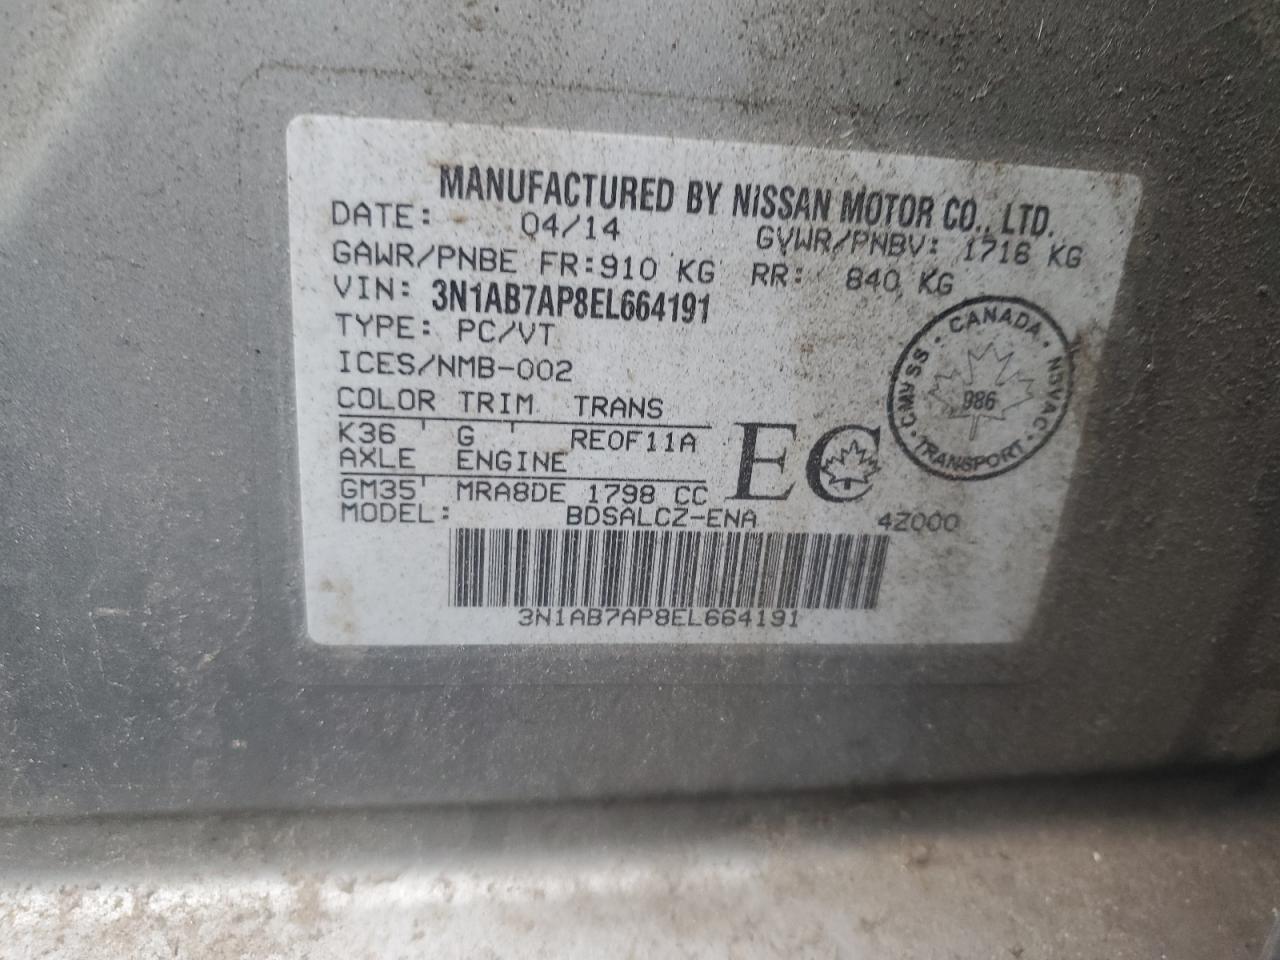 MANUFACTURED BY NISSAN MOTOR CO., LTD.
DATE: 04/14 GVWR/PNBV: 1716 KG
GAWR/PNBE FR:910 KG RR: 840 KG
VIN: 3N1AB7AP8EL664191
TYPE: PC/VT
ICES/NMB-002
COLOR TRIM TRANS
K36 G REOF11A
AXLE ENGINE
GM35 MRA8DE 1798 CC
MODEL: BDSALCZ-ENA 4Z000
EC
CANADA · NSVAC · TRANSPORT · CMVSS ·
986
3N1AB7AP8EL664191